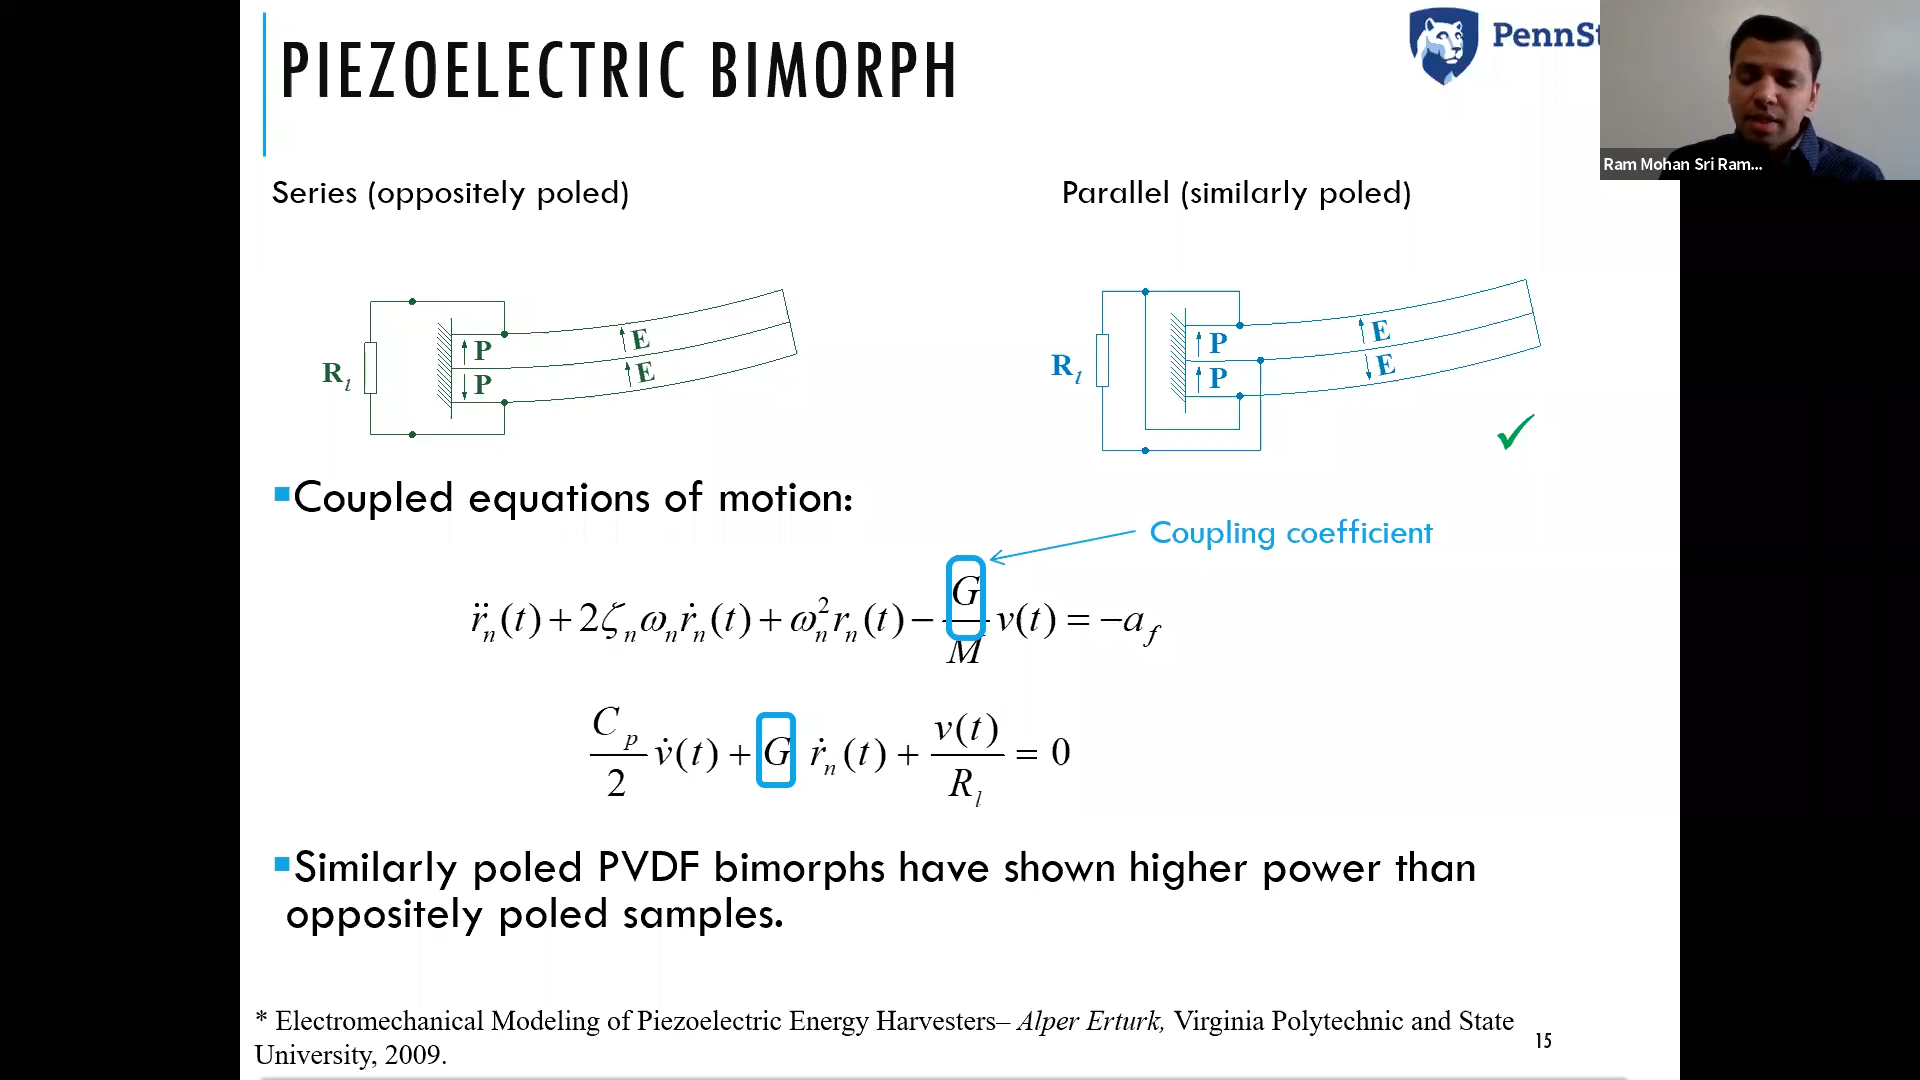 PIEZOELECTRIC BIMORPH
PennSt
Ram Mohan Sri Ram...
Series (oppositely poled)
Parallel (similarly poled)
R_l
↑ P
↓ P
↑ E
↑ E
R_l
↑ P
↑ P
↑ E
↓ E
✓
▪Coupled equations of motion:
Coupling coefficient
r̈_n(t) + 2ζ_nω_nṙ_n(t) + ω_n^2 r_n(t) − G/M v(t) = −a_f
C_p/2 v̇(t) + G ṙ_n(t) + v(t)/R_l = 0
▪Similarly poled PVDF bimorphs have shown higher power than
oppositely poled samples.
* Electromechanical Modeling of Piezoelectric Energy Harvesters– Alper Erturk, Virginia Polytechnic and State
University, 2009.
15